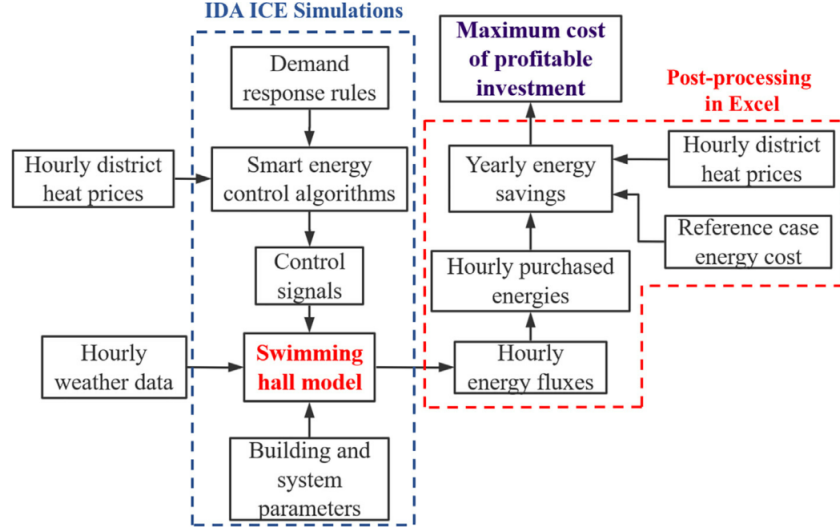 IDA ICE Simulations
Demand
response rules
Hourly district
heat prices
Smart energy
control algorithms
Control
signals
Hourly
weather data
Swimming
hall model
Building and
system
parameters
Maximum cost
of profitable
investment
Post-processing
in Excel
Yearly energy
savings
Hourly district
heat prices
Reference case
energy cost
Hourly purchased
energies
Hourly
energy fluxes